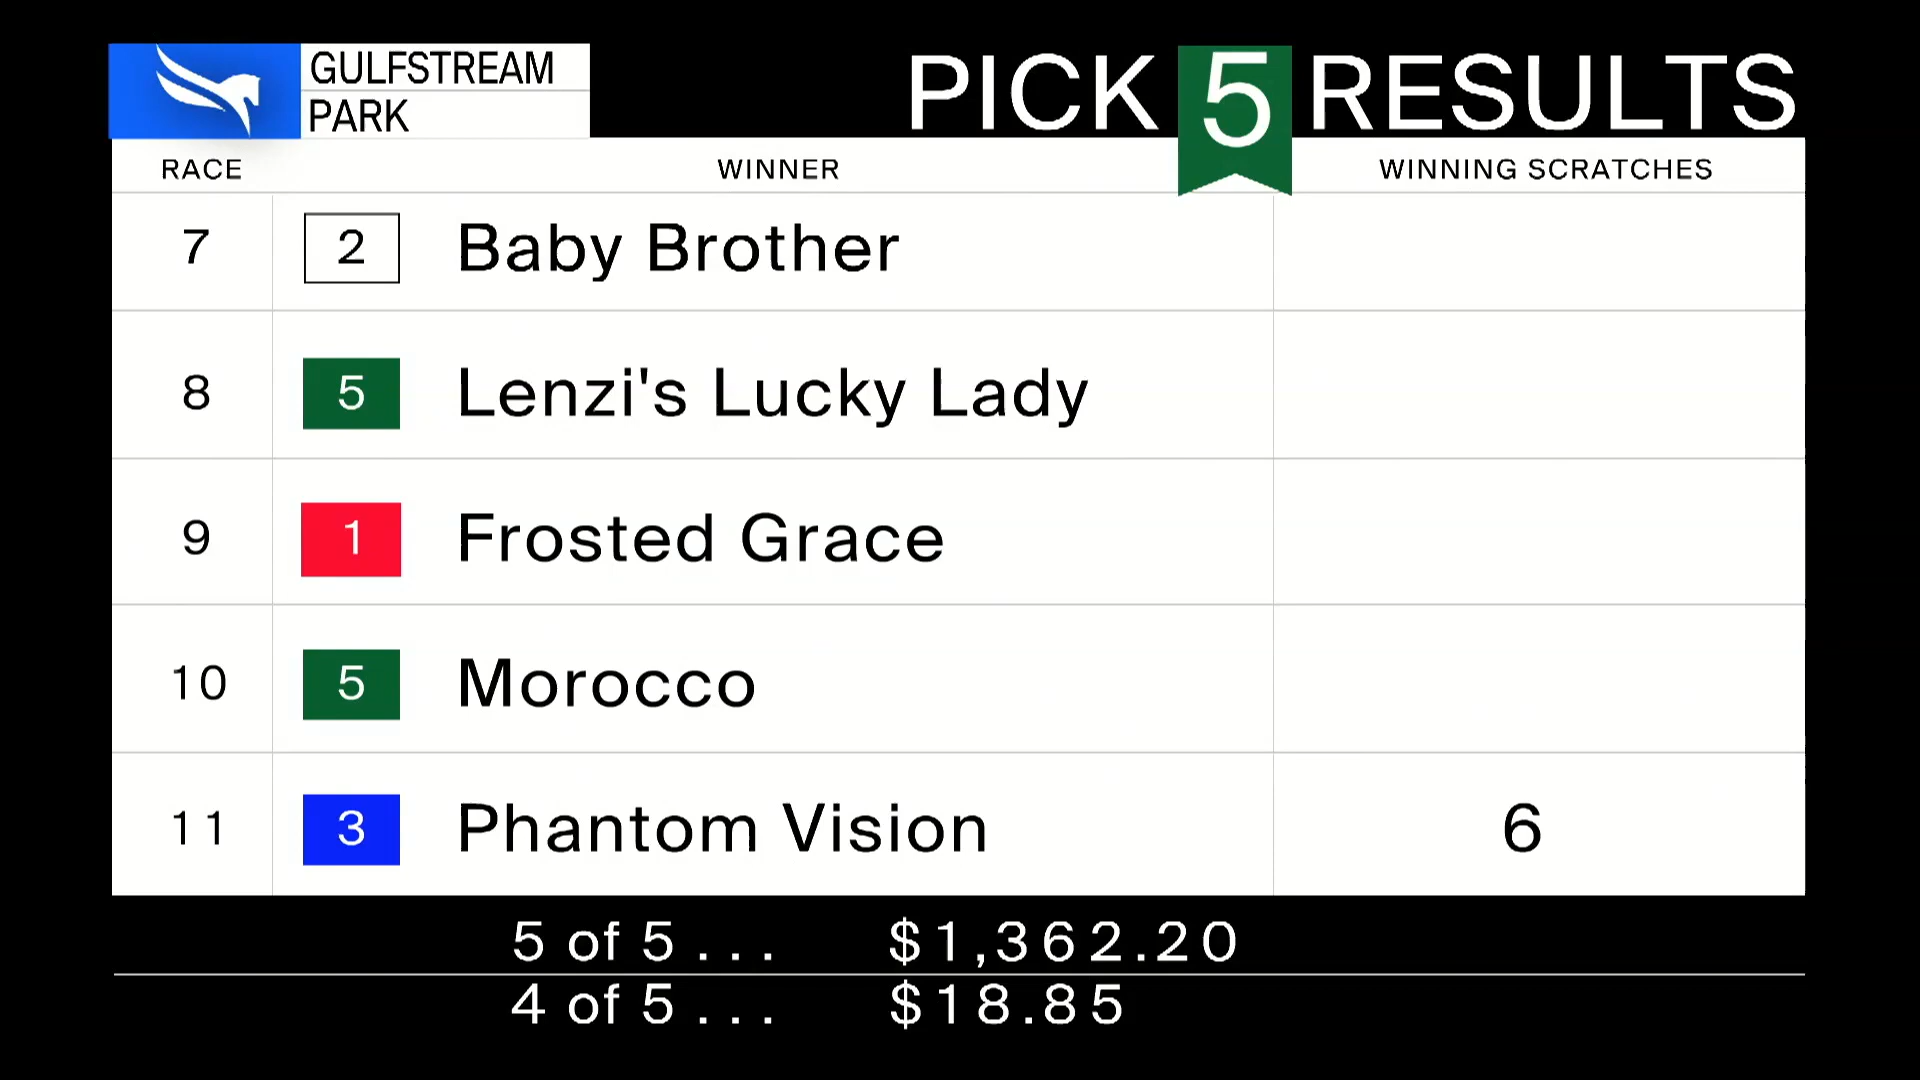 GULFSTREAM
PARK
PICK 5 RESULTS
RACE WINNER WINNING SCRATCHES
7 2 Baby Brother
8 5 Lenzi's Lucky Lady
9 1 Frosted Grace
10 5 Morocco
11 3 Phantom Vision 6
5 of 5 ... $1,362.20
4 of 5 ... $18.85